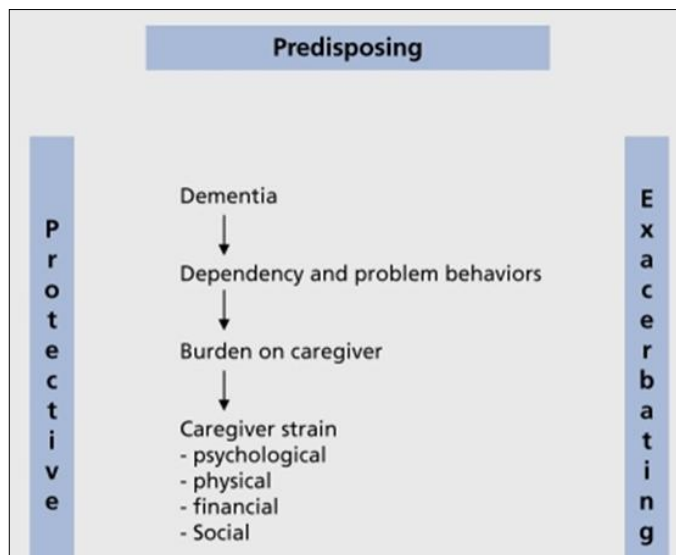 Predisposing
Protective
Dementia
Dependency and problem behaviors
Burden on caregiver
Caregiver strain
- psychological
- physical
- financial
- Social
Exacerbating